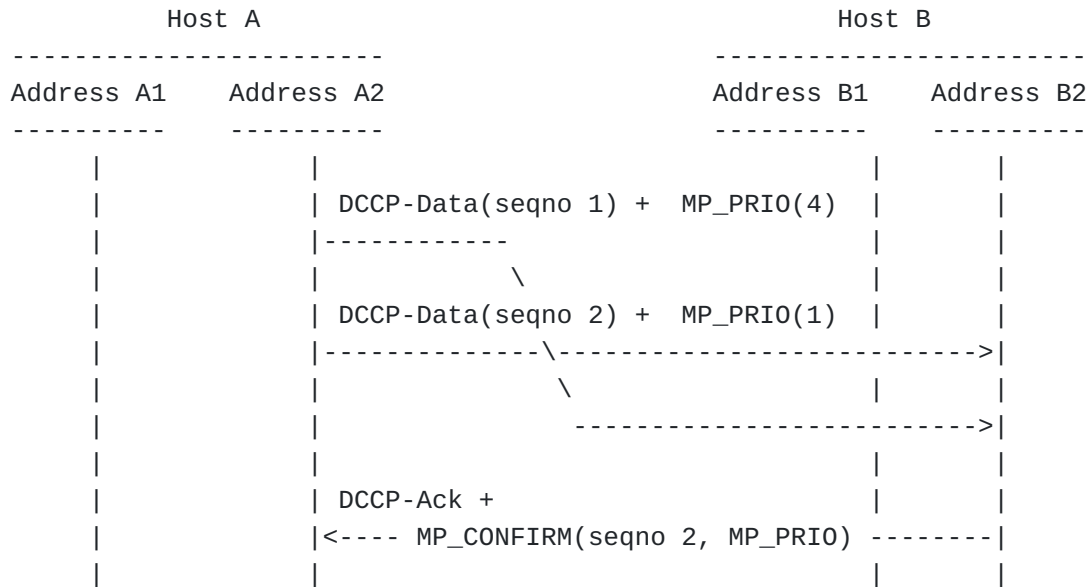 Host A                                     Host B
------------------------                      ------------------------
Address A1    Address A2                      Address B1    Address B2
----------    ----------                      ----------    ----------
     |             |                                   |       |
     |             | DCCP-Data(seqno 1) +  MP_PRIO(4)  |       |
     |             |------------                       |       |
     |             |            \                      |       |
     |             | DCCP-Data(seqno 2) +  MP_PRIO(1)  |       |
     |             |--------------\--------------------------->|
     |             |               \                   |       |
     |             |                -------------------------->|
     |             |                                   |       |
     |             | DCCP-Ack +                        |       |
     |             |<---- MP_CONFIRM(seqno 2, MP_PRIO) --------|
     |             |                                   |       |